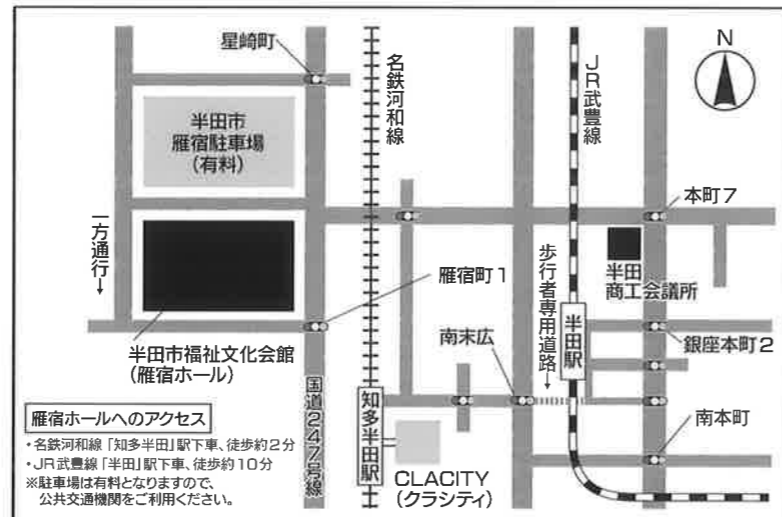 星崎町
名鉄河和線
JR武豊線
N
半田市
雁宿駐車場
(有料)
一方通行→
本町7
半田
商工会議所
歩行者専用道路→
雁宿町1
半田駅
南末広
銀座本町2
半田市福祉文化会館
(雁宿ホール)
国道247号線
知多半田駅
南本町
CLACITY
(クラシティ)
雁宿ホールへのアクセス
・名鉄河和線「知多半田」駅下車、徒歩約2分
・JR武豊線「半田」駅下車、徒歩約10分
※駐車場は有料となりますので、
公共交通機関をご利用ください。